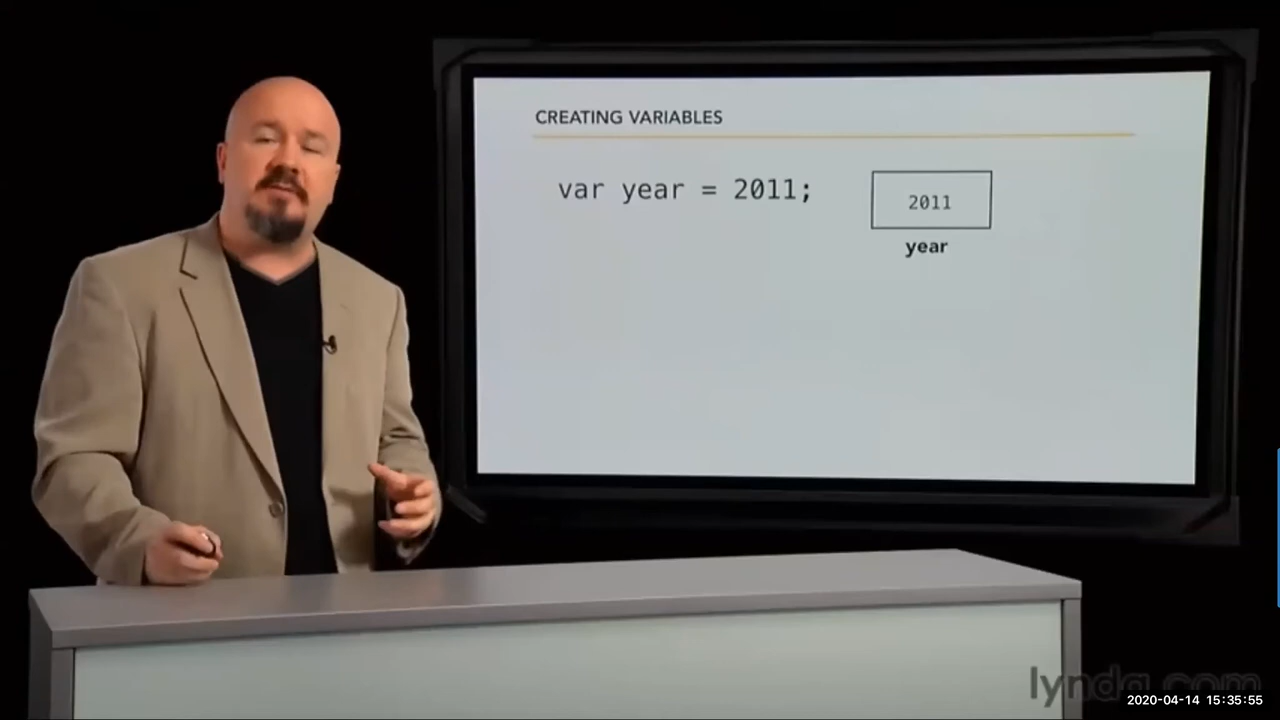 CREATING VARIABLES
var year = 2011;
2011
year
lynda.com
2020-04-14 15:35:55